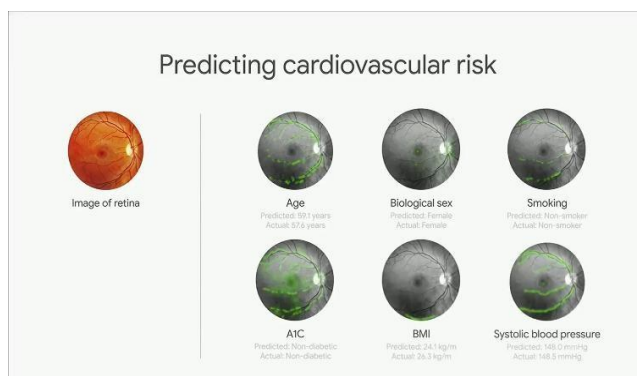 Predicting cardiovascular risk
Image of retina
Age
Predicted: 59.1 years
Actual: 57.6 years
Biological sex
Predicted: Female
Actual: Female
Smoking
Predicted: Non-smoker
Actual: Non-smoker
A1C
Predicted: Non-diabetic
Actual: Non-diabetic
BMI
Predicted: 24.1 kg/m
Actual: 26.3 kg/m
Systolic blood pressure
Predicted: 148.0 mmHg
Actual: 148.5 mmHg